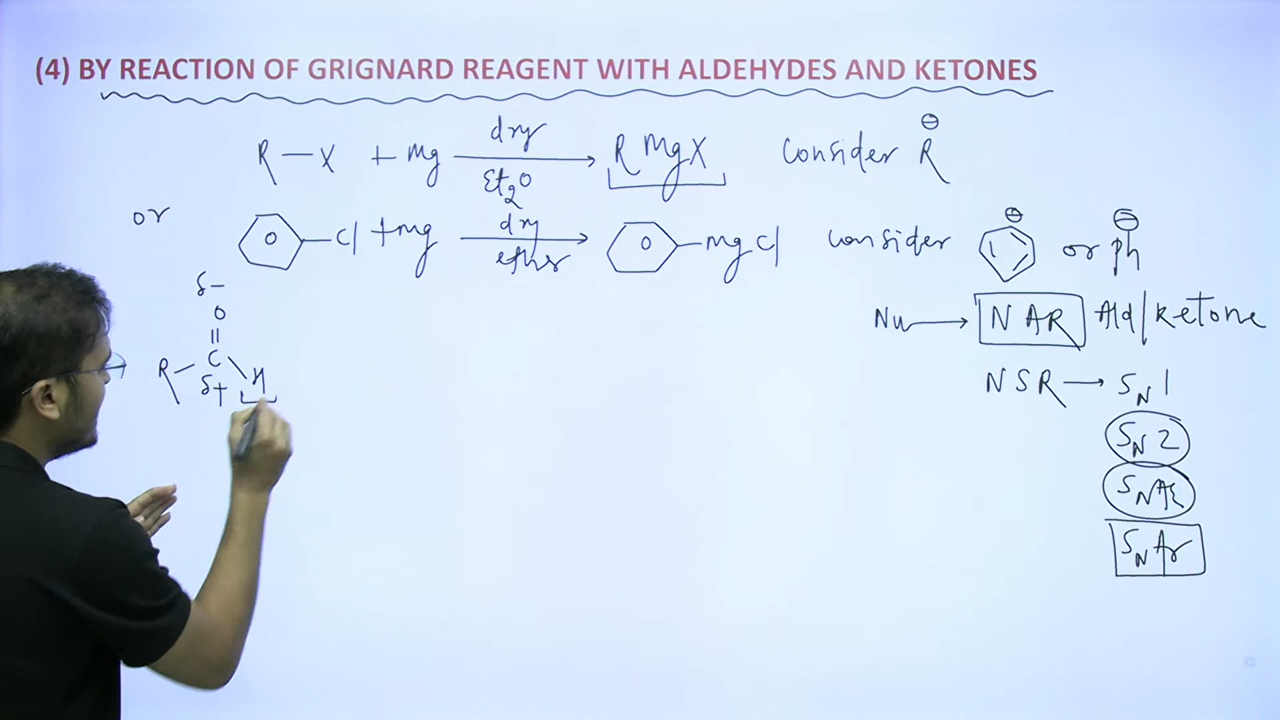 (4) BY REACTION OF GRIGNARD REAGENT WITH ALDEHYDES AND KETONES
R—X + Mg —dry / Et₂O→ RMgX consider R⊖
or
Cl + Mg —dry / ether→ MgCl consider ⊖ or Ph⊖
δ−
O
||
R—C\H
δ+
Nu → NAR Ald/Ketone
NSR → SN1
SN2
SNAE
SNAr